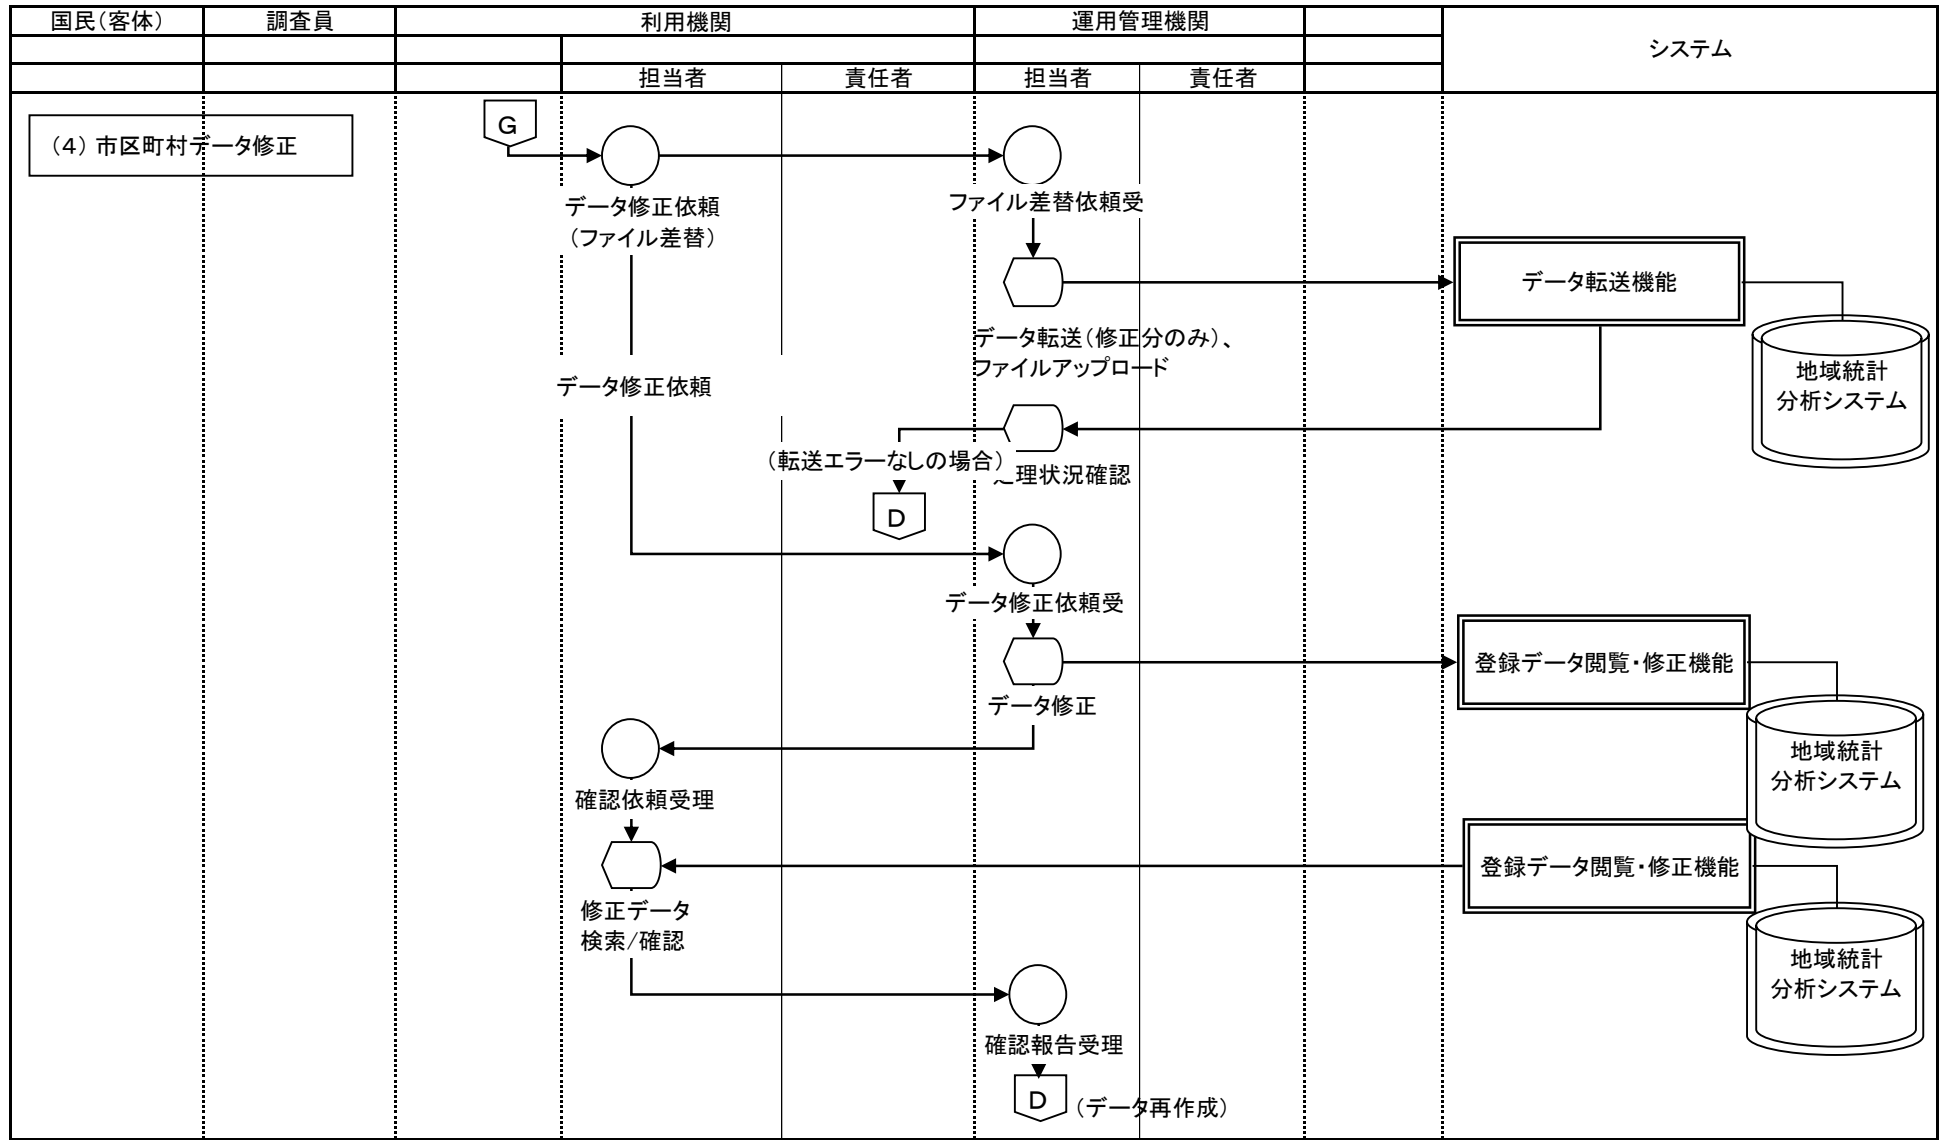 国民（客体）
調査員
利用機関
運用管理機関
システム
担当者
責任者
担当者
責任者
（4）市区町村データ修正
G
データ修正依頼
（ファイル差替）
ファイル差替依頼受
データ転送機能
データ転送（修正分のみ）、
ファイルアップロード
地域統計
分析システム
データ修正依頼
（転送エラーなしの場合）
理状況確認
D
データ修正依頼受
登録データ閲覧・修正機能
データ修正
地域統計
分析システム
確認依頼受理
登録データ閲覧・修正機能
修正データ
検索/確認
地域統計
分析システム
確認報告受理
D
（データ再作成）